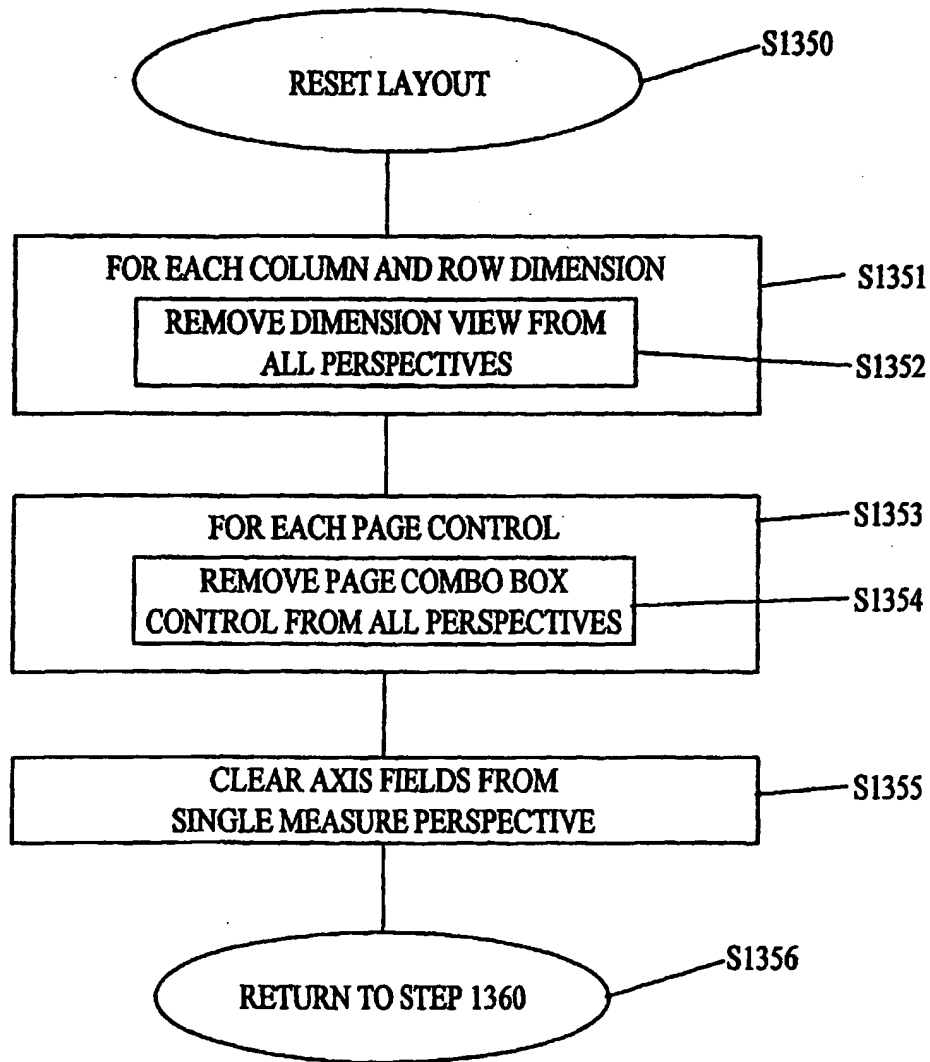 S1350
RESET LAYOUT
FOR EACH COLUMN AND ROW DIMENSION
S1351
REMOVE DIMENSION VIEW FROM
ALL PERSPECTIVES
S1352
FOR EACH PAGE CONTROL
S1353
REMOVE PAGE COMBO BOX
CONTROL FROM ALL PERSPECTIVES
S1354
CLEAR AXIS FIELDS FROM
SINGLE MEASURE PERSPECTIVE
S1355
S1356
RETURN TO STEP 1360